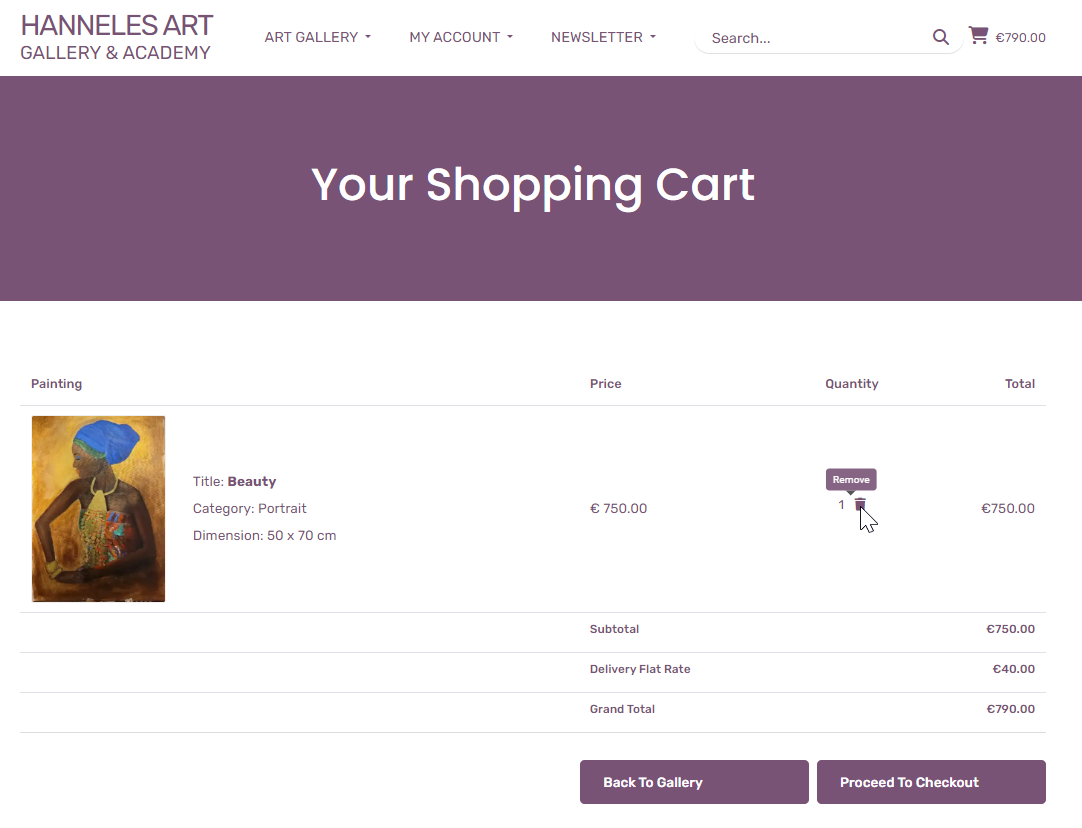 HANNELES ART
GALLERY & ACADEMY
ART GALLERY
MY ACCOUNT
NEWSLETTER
Search...
€790.00
Your Shopping Cart
Painting
Price
Quantity
Total
Title: Beauty
Category: Portrait
Dimension: 50 x 70 cm
€ 750.00
Remove
1
€750.00
Subtotal
€750.00
Delivery Flat Rate
€40.00
Grand Total
€790.00
Back To Gallery
Proceed To Checkout